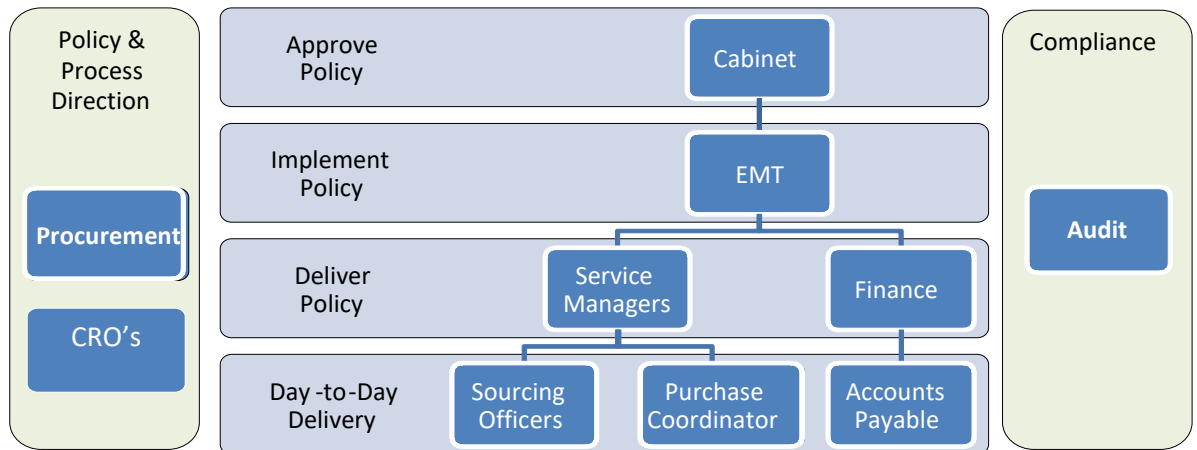 Policy &
Process
Direction
Procurement
CRO’s
Approve
Policy
Cabinet
Implement
Policy
EMT
Deliver
Policy
Service
Managers
Finance
Day -to-Day
Delivery
Sourcing
Officers
Purchase
Coordinator
Accounts
Payable
Compliance
Audit